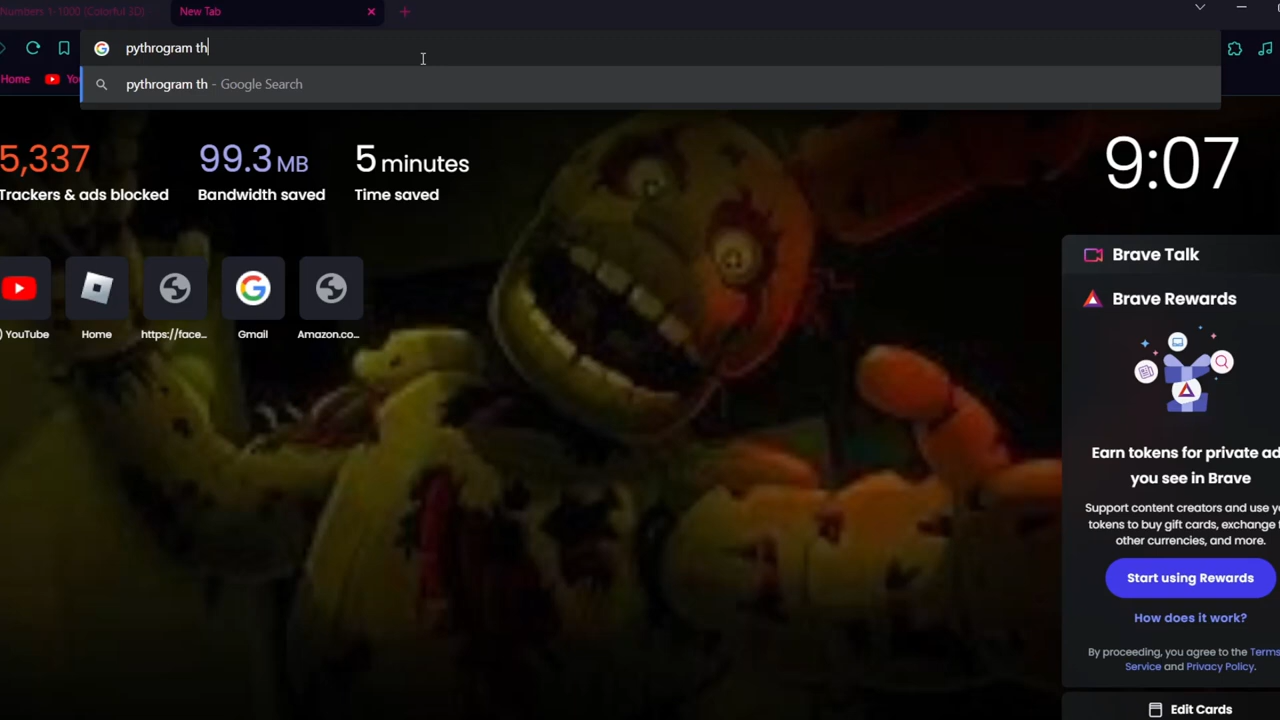 Numbers 1-1000 (Colorful 3D)
New Tab
pythrogram th
Home
You
pythrogram th - Google Search
5,337
99.3 MB
5 minutes
9:07
Trackers & ads blocked
Bandwidth saved
Time saved
Brave Talk
Brave Rewards
) YouTube
Home
https://face...
Gmail
Amazon.co...
Earn tokens for private ad
you see in Brave
Support content creators and use yo
tokens to buy gift cards, exchange f
other currencies, and more.
Start using Rewards
How does it work?
By proceeding, you agree to the Terms
Service and Privacy Policy.
Edit Cards